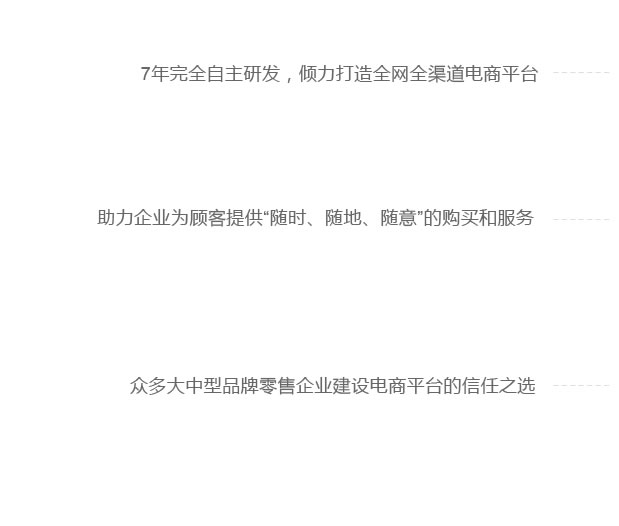 7年完全自主研发，倾力打造全网全渠道电商平台
助力企业为顾客提供“随时、随地、随意”的购买和服务
众多大中型品牌零售企业建设电商平台的信任之选